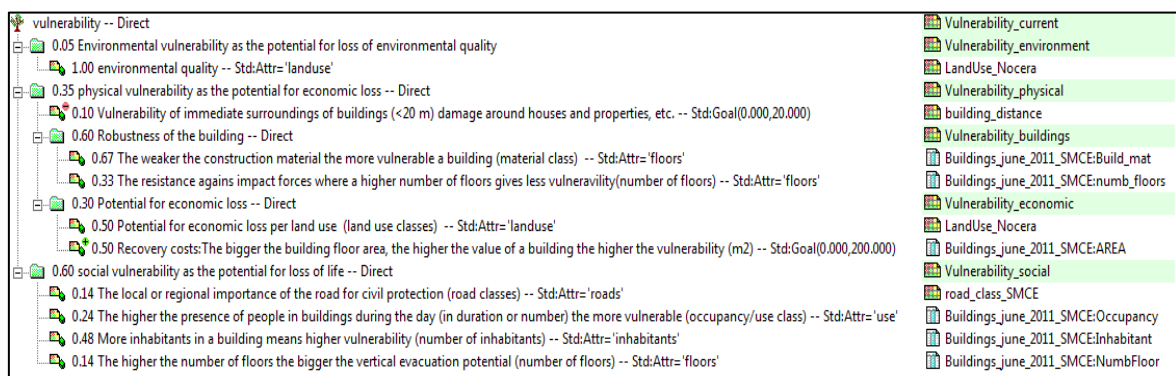 vulnerability -- Direct Vulnerability_current
0.05 Environmental vulnerability as the potential for loss of environmental quality Vulnerability_environment
1.00 environmental quality -- Std:Attr='landuse' LandUse_Nocera
0.35 physical vulnerability as the potential for economic loss -- Direct Vulnerability_physical
0.10 Vulnerability of immediate surroundings of buildings (<20 m) damage around houses and properties, etc. -- Std:Goal(0.000,20.000) building_distance
0.60 Robustness of the building -- Direct Vulnerability_buildings
0.67 The weaker the construction material the more vulnerable a building (material class) -- Std:Attr='floors' Buildings_june_2011_SMCE:Build_mat
0.33 The resistance agains impact forces where a higher number of floors gives less vulneravility(number of floors) -- Std:Attr='floors' Buildings_june_2011_SMCE:numb_floors
0.30 Potential for economic loss -- Direct Vulnerability_economic
0.50 Potential for economic loss per land use (land use classes) -- Std:Attr='landuse' LandUse_Nocera
0.50 Recovery costs:The bigger the building floor area, the higher the value of a building the higher the vulnerability (m2) -- Std:Goal(0.000,200.000) Buildings_june_2011_SMCE:AREA
0.60 social vulnerability as the potential for loss of life -- Direct Vulnerability_social
0.14 The local or regional importance of the road for civil protection (road classes) -- Std:Attr='roads' road_class_SMCE
0.24 The higher the presence of people in buildings during the day (in duration or number) the more vulnerable (occupancy/use class) -- Std:Attr='use' Buildings_june_2011_SMCE:Occupancy
0.48 More inhabitants in a building means higher vulnerability (number of inhabitants) -- Std:Attr='inhabitants' Buildings_june_2011_SMCE:Inhabitant
0.14 The higher the number of floors the bigger the vertical evacuation potential (number of floors) -- Std:Attr='floors' Buildings_june_2011_SMCE:NumbFloor